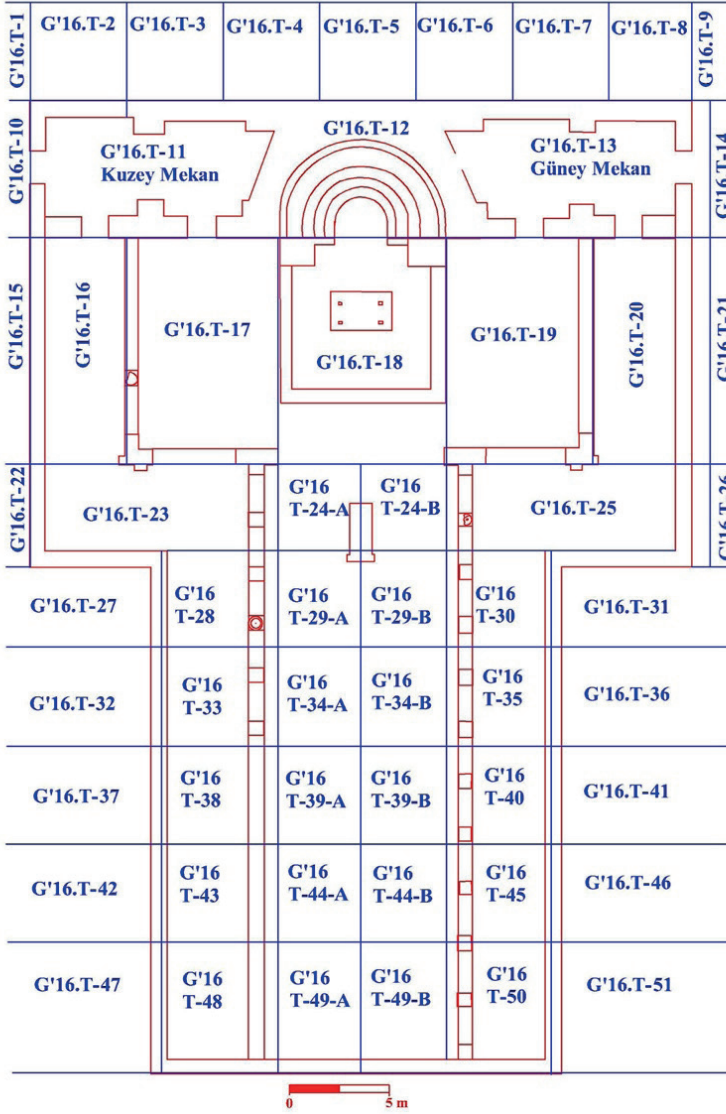 G'16.T-1
G'16.T-2
G'16.T-3
G'16.T-4
G'16.T-5
G'16.T-6
G'16.T-7
G'16.T-8
G'16.T-9
G'16.T-10
G'16.T-11
Kuzey Mekan
G'16.T-12
G'16.T-13
Güney Mekan
G'16.T-14
G'16.T-15
G'16.T-16
G'16.T-17
G'16.T-18
G'16.T-19
G'16.T-20
G'16.T-21
G'16.T-22
G'16.T-23
G'16
T-24-A
G'16
T-24-B
G'16.T-25
G'16.T-26
G'16.T-27
G'16
T-28
G'16
T-29-A
G'16
T-29-B
G'16
T-30
G'16.T-31
G'16.T-32
G'16
T-33
G'16
T-34-A
G'16
T-34-B
G'16
T-35
G'16.T-36
G'16.T-37
G'16
T-38
G'16
T-39-A
G'16
T-39-B
G'16
T-40
G'16.T-41
G'16.T-42
G'16
T-43
G'16
T-44-A
G'16
T-44-B
G'16
T-45
G'16.T-46
G'16.T-47
G'16
T-48
G'16
T-49-A
G'16
T-49-B
G'16
T-50
G'16.T-51
0 5 m